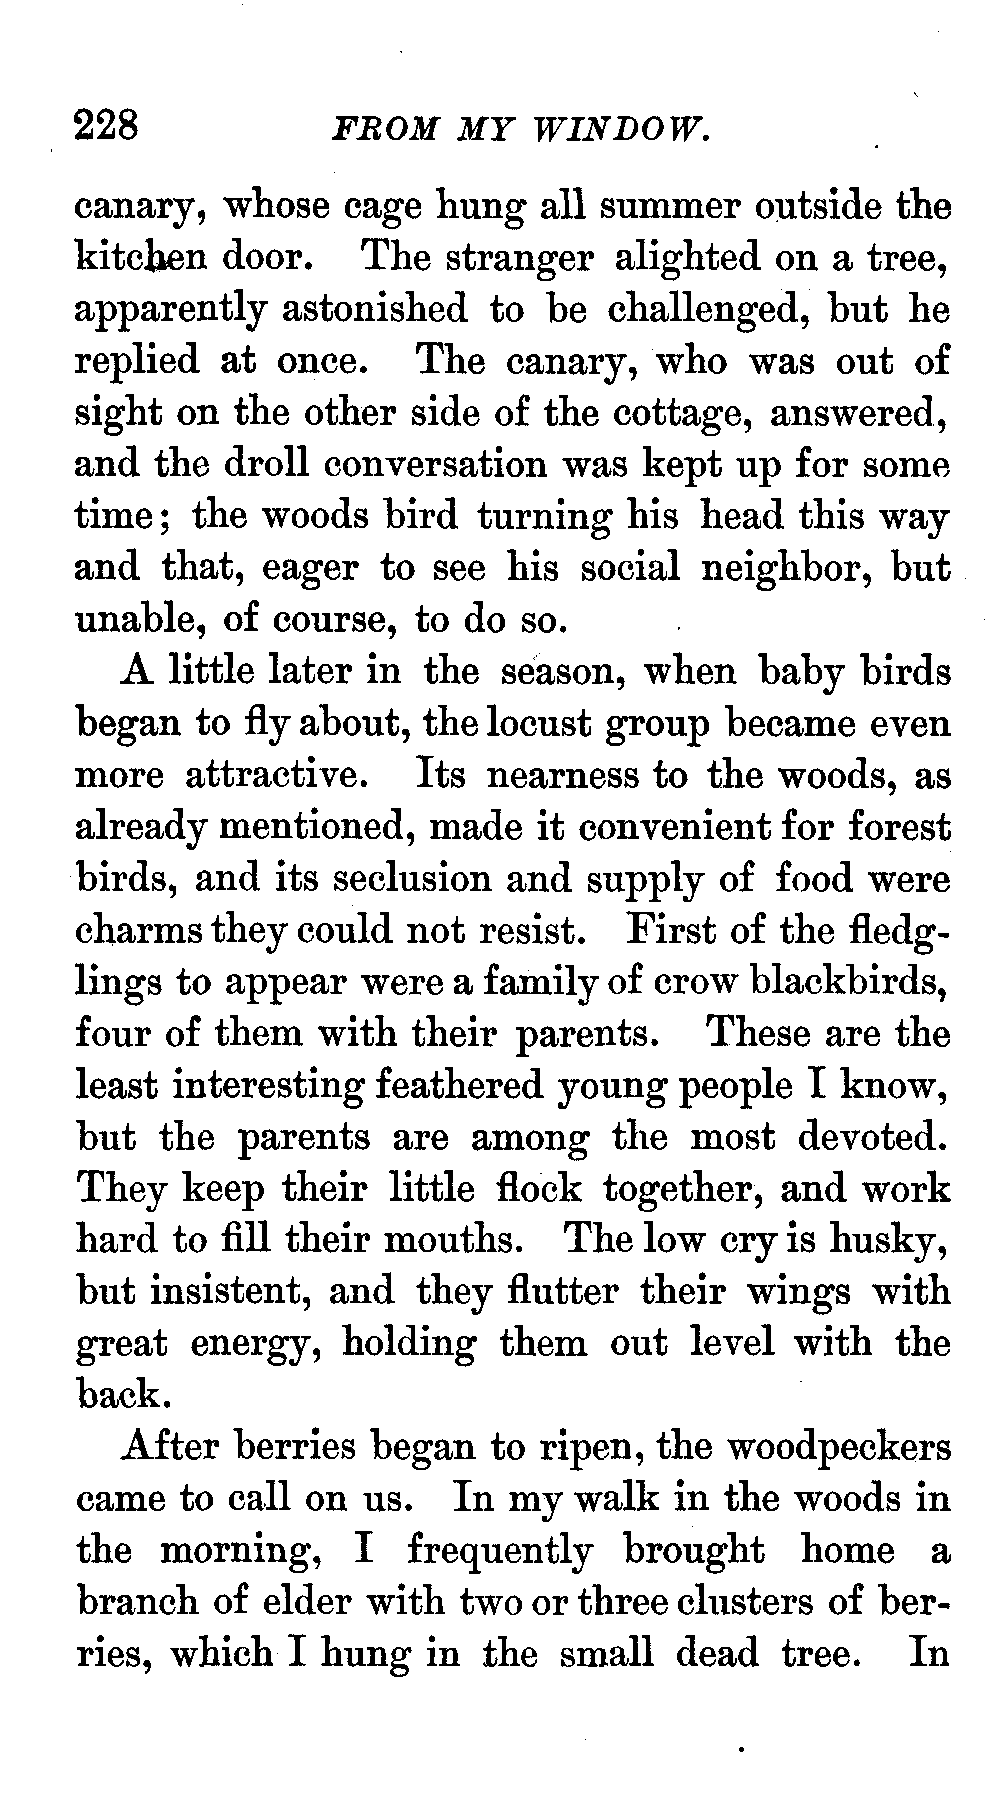 228 FROM MY WINDOW.
canary, whose cage hung all summer outside the
kitchen door. The stranger alighted on a tree,
apparently astonished to be challenged, but he
replied at once. The canary, who was out of
sight on the other side of the cottage, answered,
and the droll conversation was kept up for some
time; the woods bird turning his head this way
and that, eager to see his social neighbor, but
unable, of course, to do so.
A little later in the season, when baby birds
began to fly about, the locust group became even
more attractive. Its nearness to the woods, as
already mentioned, made it convenient for forest
birds, and its seclusion and supply of food were
charms they could not resist. First of the fledg-
lings to appear were a family of crow blackbirds,
four of them with their parents. These are the
least interesting feathered young people I know,
but the parents are among the most devoted.
They keep their little flock together, and work
hard to fill their mouths. The low cry is husky,
but insistent, and they flutter their wings with
great energy, holding them out level with the
back.
After berries began to ripen, the woodpeckers
came to call on us. In my walk in the woods in
the morning, I frequently brought home a
branch of elder with two or three clusters of ber-
ries, which I hung in the small dead tree. In